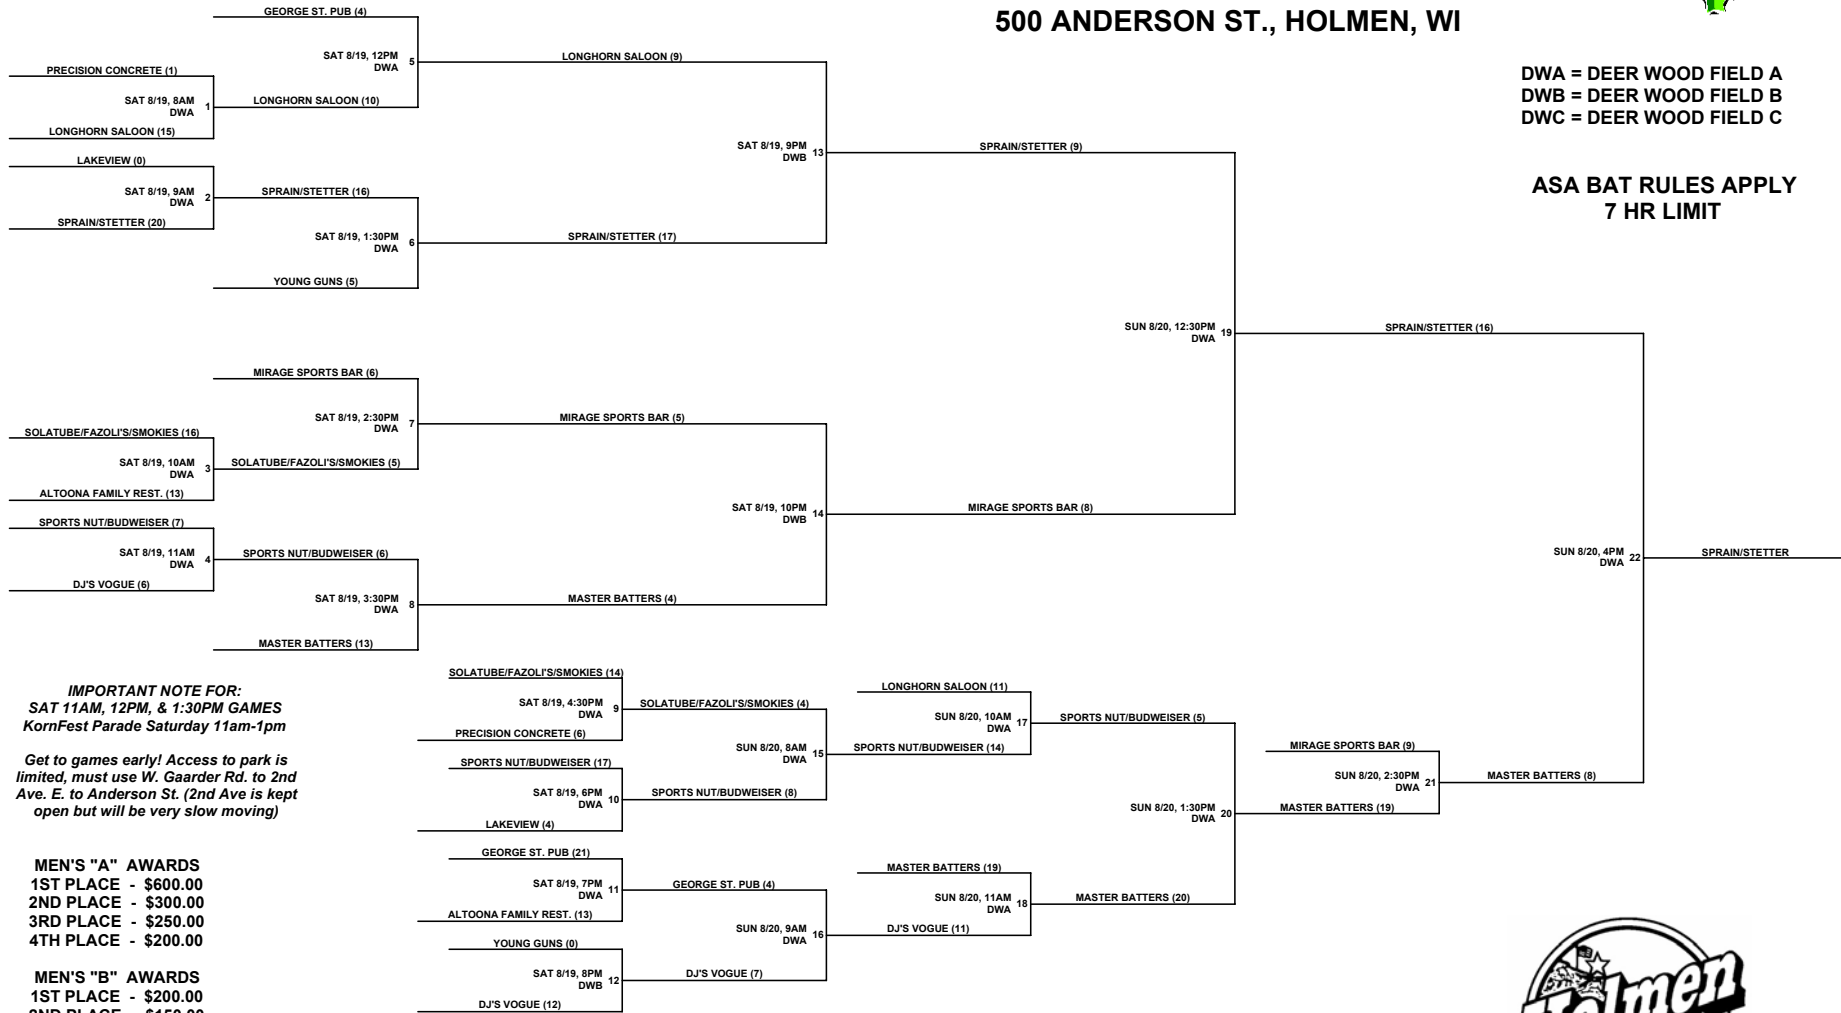 GEORGE ST. PUB (4)
500 ANDERSON ST., HOLMEN, WI
SAT 8/19, 12PM
DWA
5
LONGHORN SALOON (9)
PRECISION CONCRETE (1)
SAT 8/19, 8AM
DWA
1
LONGHORN SALOON (10)
LONGHORN SALOON (15)
DWA = DEER WOOD FIELD A
DWB = DEER WOOD FIELD B
DWC = DEER WOOD FIELD C
LAKEVIEW (0)
SAT 8/19, 9PM
DWB
13
SPRAIN/STETTER (9)
SAT 8/19, 9AM
DWA
2
SPRAIN/STETTER (16)
SPRAIN/STETTER (20)
ASA BAT RULES APPLY
7 HR LIMIT
SAT 8/19, 1:30PM
DWA
6
SPRAIN/STETTER (17)
YOUNG GUNS (5)
SUN 8/20, 12:30PM
DWA
19
SPRAIN/STETTER (16)
MIRAGE SPORTS BAR (6)
SAT 8/19, 2:30PM
DWA
7
MIRAGE SPORTS BAR (5)
SOLATUBE/FAZOLI'S/SMOKIES (16)
SAT 8/19, 10AM
DWA
3
SOLATUBE/FAZOLI'S/SMOKIES (5)
ALTOONA FAMILY REST. (13)
SAT 8/19, 10PM
DWB
14
MIRAGE SPORTS BAR (8)
SPORTS NUT/BUDWEISER (7)
SAT 8/19, 11AM
DWA
4
SPORTS NUT/BUDWEISER (6)
DJ'S VOGUE (6)
SUN 8/20, 4PM
DWA
22
SPRAIN/STETTER
SAT 8/19, 3:30PM
DWA
8
MASTER BATTERS (4)
MASTER BATTERS (13)
IMPORTANT NOTE FOR:
SAT 11AM, 12PM, & 1:30PM GAMES
KornFest Parade Saturday 11am-1pm
Get to games early! Access to park is
limited, must use W. Gaarder Rd. to 2nd
Ave. E. to Anderson St. (2nd Ave is kept
open but will be very slow moving)
SOLATUBE/FAZOLI'S/SMOKIES (14)
SAT 8/19, 4:30PM
DWA
9
SOLATUBE/FAZOLI'S/SMOKIES (4)
PRECISION CONCRETE (6)
LONGHORN SALOON (11)
SUN 8/20, 10AM
DWA
17
SPORTS NUT/BUDWEISER (5)
SUN 8/20, 8AM
DWA
15
SPORTS NUT/BUDWEISER (14)
SPORTS NUT/BUDWEISER (17)
SAT 8/19, 6PM
DWA
10
SPORTS NUT/BUDWEISER (8)
LAKEVIEW (4)
MIRAGE SPORTS BAR (9)
SUN 8/20, 2:30PM
DWA
21
MASTER BATTERS (8)
SUN 8/20, 1:30PM
DWA
20
MASTER BATTERS (19)
GEORGE ST. PUB (21)
SAT 8/19, 7PM
DWA
11
GEORGE ST. PUB (4)
ALTOONA FAMILY REST. (13)
MASTER BATTERS (19)
SUN 8/20, 11AM
DWA
18
MASTER BATTERS (20)
SUN 8/20, 9AM
DWA
16
DJ'S VOGUE (11)
YOUNG GUNS (0)
SAT 8/19, 8PM
DWB
12
DJ'S VOGUE (7)
DJ'S VOGUE (12)
MEN'S "A" AWARDS
1ST PLACE - $600.00
2ND PLACE - $300.00
3RD PLACE - $250.00
4TH PLACE - $200.00
MEN'S "B" AWARDS
1ST PLACE - $200.00
2ND PLACE - $150.00
Holmen